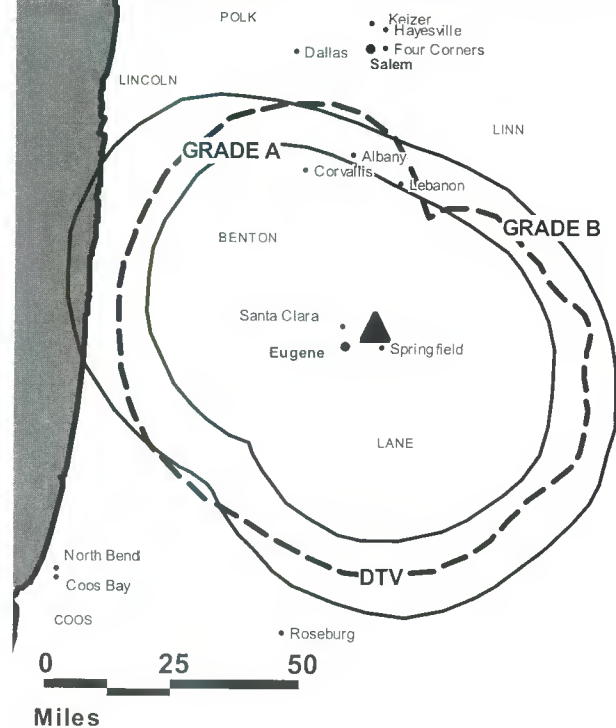 POLK
Keizer
Hayesville
Dallas
Four Corners
Salem
LINCOLN
LINN
GRADE A
Albany
Corvallis
Lebanon
GRADE B
BENTON
Santa Clara
Eugene
Springfield
LANE
North Bend
DTV
Coos Bay
COOS
Roseburg
0 25 50
Miles